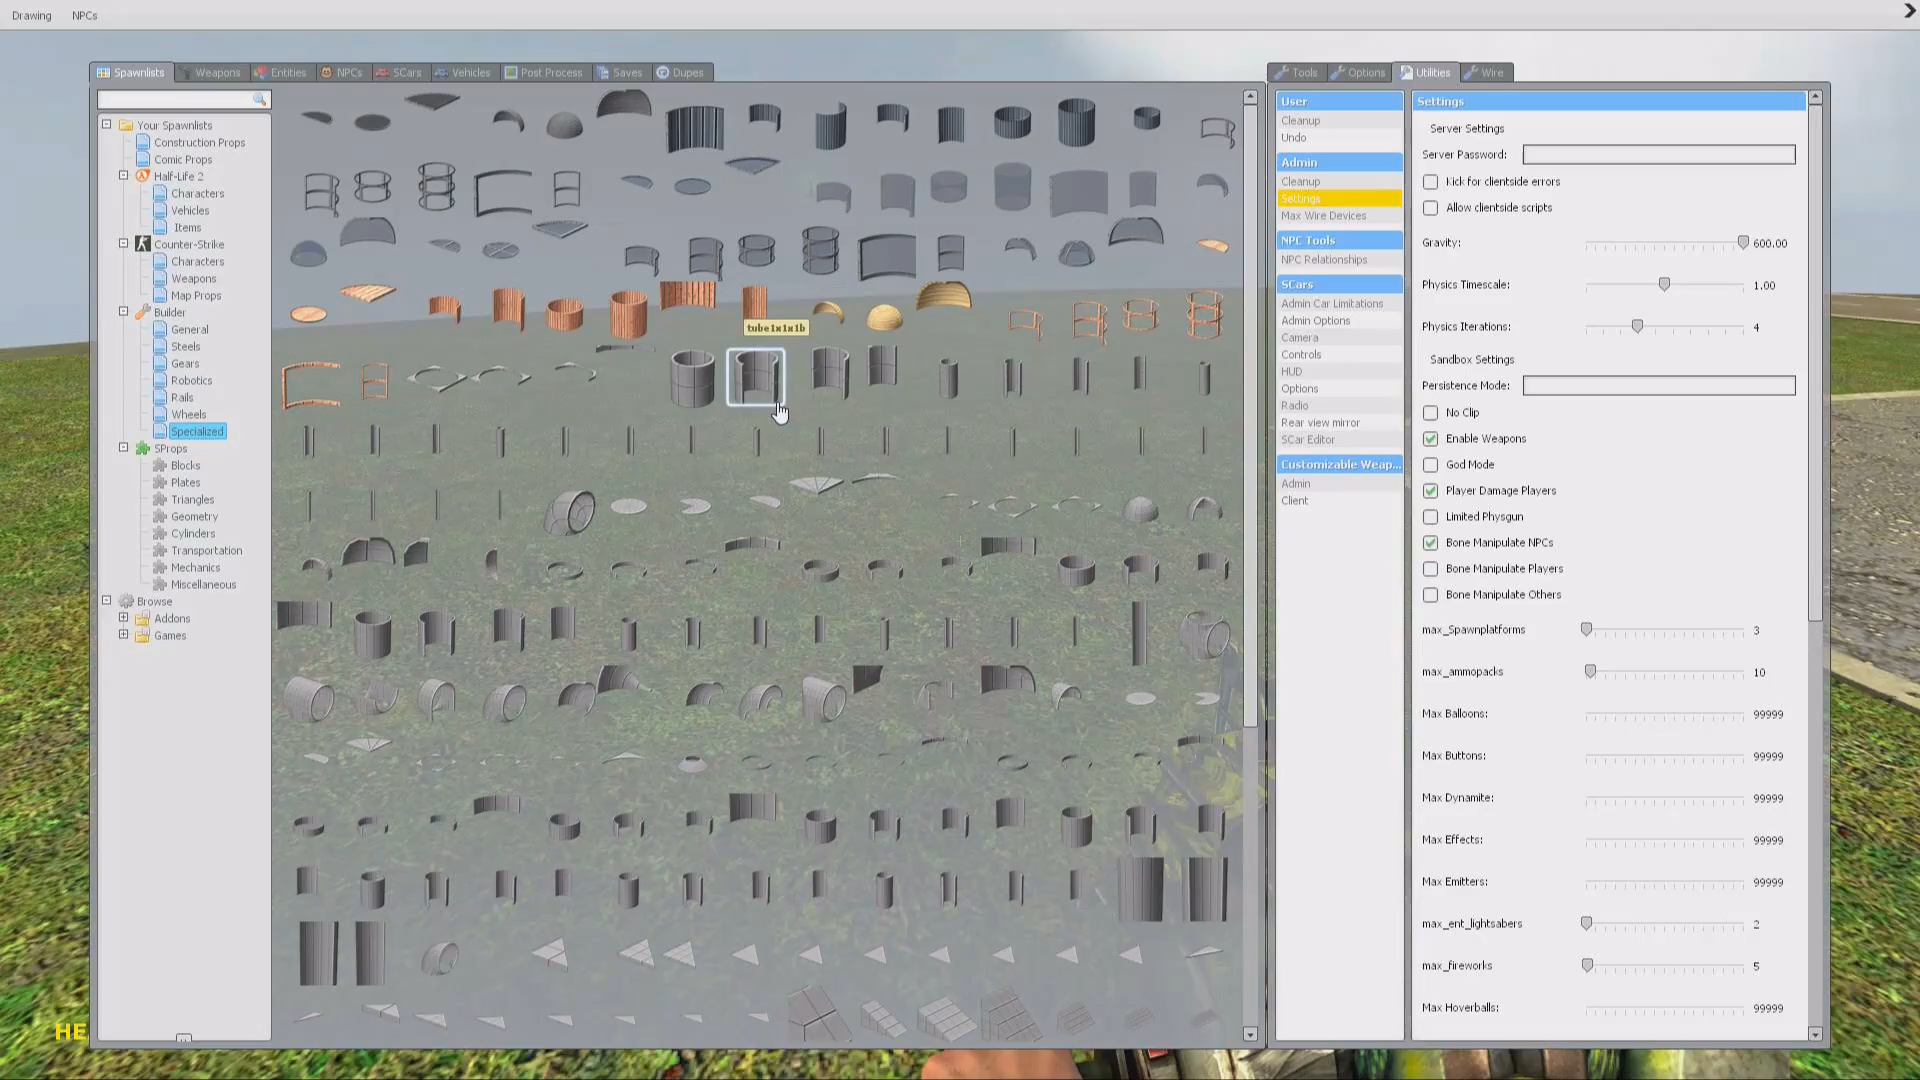 Drawing NPCs
Spawnlists Weapons Entities NPCs SCars Vehicles Post Process Saves Dupes
Your Spawnlists
Construction Props
Comic Props
Half-Life 2
Characters
Vehicles
Items
Counter-Strike
Characters
Weapons
Map Props
Builder
General
Steels
Gears
Robotics
Rails
Wheels
Specialized
SProps
Blocks
Plates
Triangles
Geometry
Cylinders
Transportation
Mechanics
Miscellaneous
Browse
Addons
Games
HE
tube1x1x1b
Tools Options Utilities Wire
User
Cleanup
Undo
Admin
Cleanup
Settings
Max Wire Devices
NPC Tools
NPC Relationships
SCars
Admin Car Limitations
Admin Options
Camera
Controls
HUD
Options
Radio
Rear view mirror
SCar Editor
Customizable Weap...
Admin
Client
Settings
Server Settings
Server Password:
Kick for clientside errors
Allow clientside scripts
Gravity: 600.00
Physics Timescale: 1.00
Physics Iterations: 4
Sandbox Settings
Persistence Mode:
No Clip
Enable Weapons
God Mode
Player Damage Players
Limited Physgun
Bone Manipulate NPCs
Bone Manipulate Players
Bone Manipulate Others
max_Spawnplatforms 3
max_ammopacks 10
Max Balloons: 99999
Max Buttons: 99999
Max Dynamite: 99999
Max Effects: 99999
Max Emitters: 99999
max_ent_lightsabers 2
max_fireworks 5
Max Hoverballs: 99999